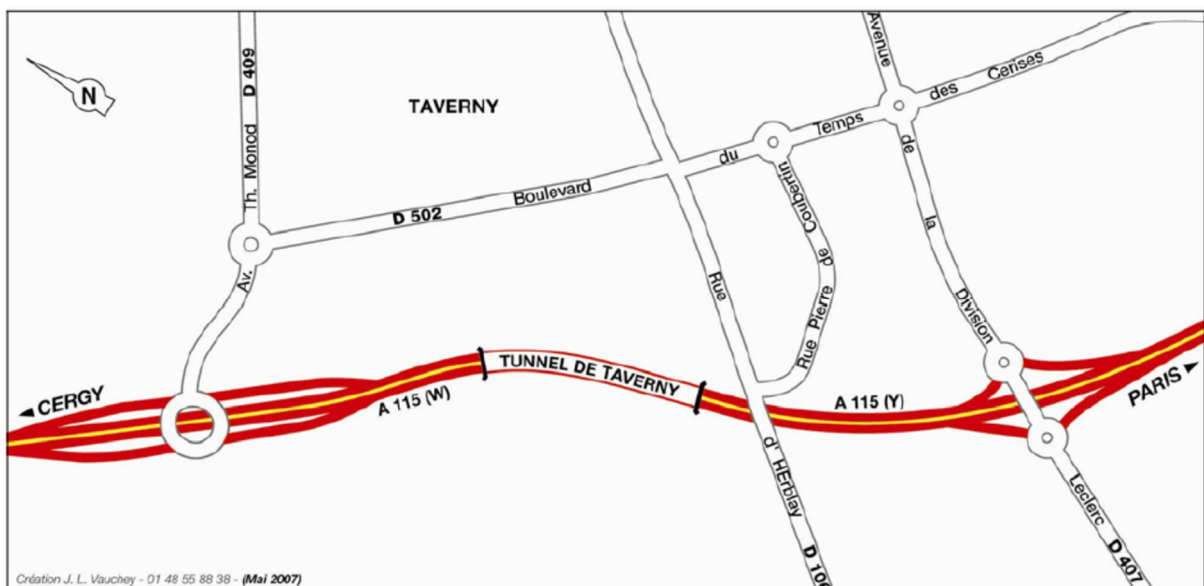 N
D 409
Th. Monod
Av.
TAVERNY
Avenue
de
la
Division
Leclerc
D 407
D 502
Boulevard
du
Temps
des
Cerises
Rue Pierre de Coubertin
Rue
d' HErblay
◄ CERGY
A 115 (W)
TUNNEL DE TAVERNY
A 115 (Y)
PARIS ►
Création J. L. Vauchey - 01 48 55 88 38 - (Mai 2007)